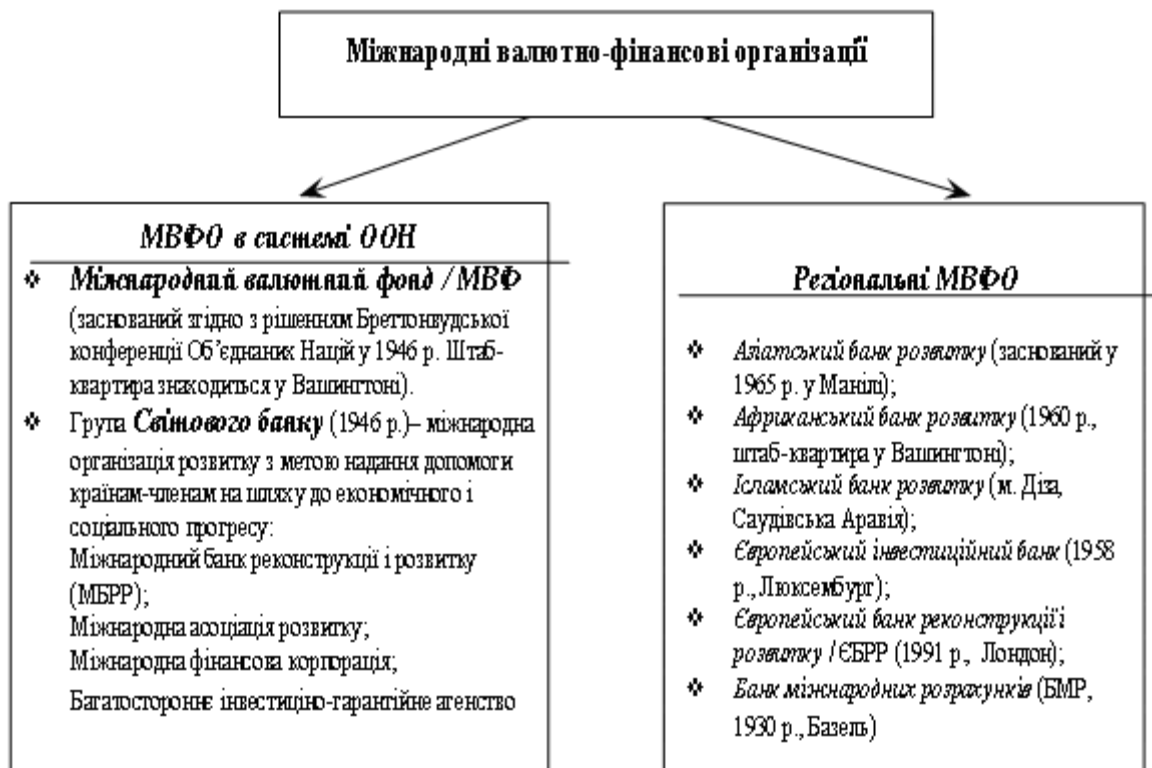 Міжнародні валютно-фінансові організації
МВФО в системі ООН
❖ Міжнародний валютний фонд / МВФ
(заснований згідно з рішенням Бреттонвудської
конференції Об’єднаних Націй у 1946 р. Штаб-
квартира знаходиться у Вашингтоні).
❖ Група Світового банку (1946 р.)– міжнародна
організація розвитку з метою надання допомоги
країнам-членам на шляху до економічного і
соціального прогресу:
Міжнародний банк реконструкції і розвитку
(МБРР);
Міжнародна асоціація розвитку;
Міжнародна фінансова корпорація;
Багатостороннє інвестиціно-гарантійне агенство
Регіональні МВФО
❖ Азіатський банк розвитку (заснований у
1965 р. у Манілі);
❖ Африканський банк розвитку (1960 р.,
штаб-квартира у Вашингтоні);
❖ Ісламський банк розвитку (м. Діза,
Саудівська Аравія);
❖ Європейський інвестиційний банк (1958
р., Люксембург);
❖ Європейський банк реконструкції і
розвитку / ЄБРР (1991 р., Лондон);
❖ Банк міжнародних розрахунків (БМР,
1930 р., Базель)